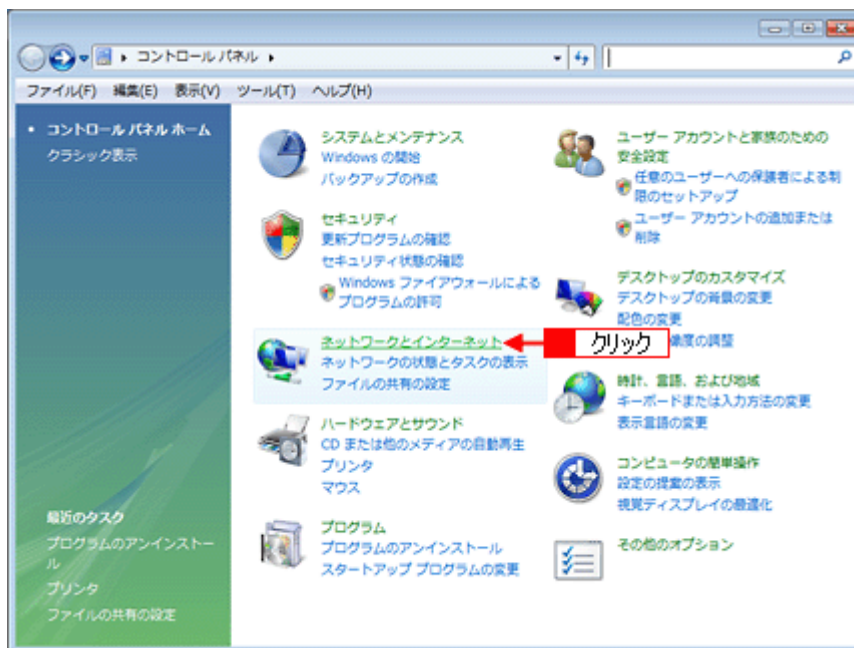 コントロール パネル
ファイル(F) 編集(E) 表示(V) ツール(T) ヘルプ(H)
コントロール パネル ホーム
クラシック表示
最近のタスク
プログラムのアンインストー
ル
プリンタ
ファイルの共有の設定
システムとメンテナンス
Windows の開始
バックアップの作成
セキュリティ
更新プログラムの確認
セキュリティ状態の確認
Windows ファイアウォールによる
プログラムの許可
ネットワークとインターネット
クリック
ネットワークの状態とタスクの表示
ファイルの共有の設定
ハードウェアとサウンド
CD または他のメディアの自動再生
プリンタ
マウス
プログラム
プログラムのアンインストール
スタートアップ プログラムの変更
ユーザー アカウントと家族のための
安全設定
任意のユーザーへの保護者による制
限のセットアップ
ユーザー アカウントの追加または
削除
デスクトップのカスタマイズ
デスクトップの背景の変更
配色の変更
像度の調整
時計、言語、および地域
キーボードまたは入力方法の変更
表示言語の変更
コンピュータの簡単操作
設定の提案の表示
視覚ディスプレイの最適化
その他のオプション